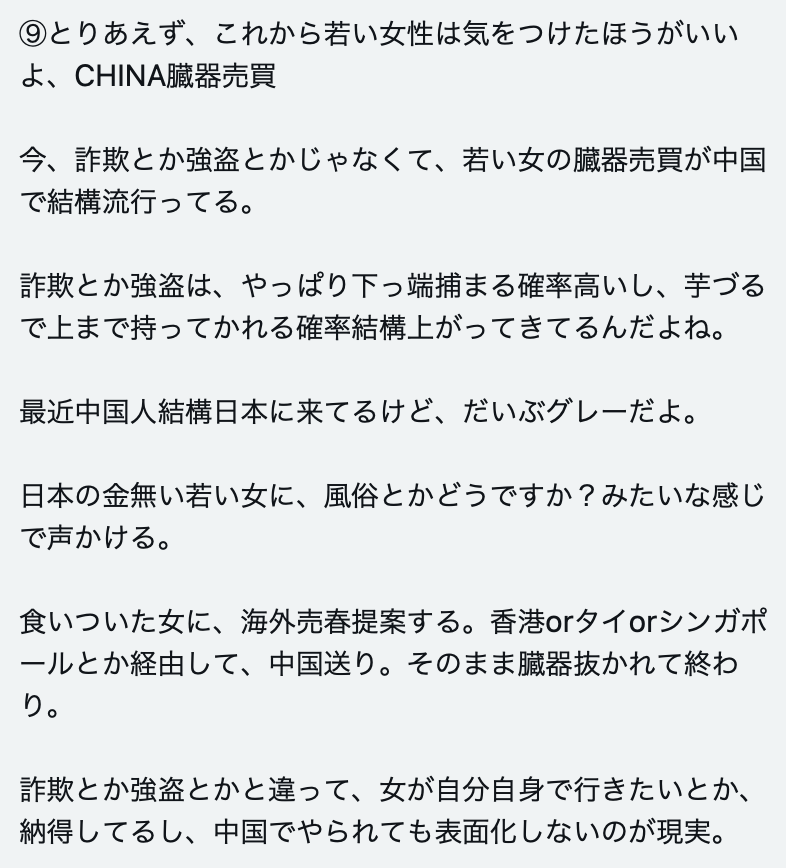 ⑨とりあえず、これから若い女性は気をつけたほうがいい
よ、CHINA臓器売買
今、詐欺とか強盗とかじゃなくて、若い女の臓器売買が中国
で結構流行ってる。
詐欺とか強盗は、やっぱり下っ端捕まる確率高いし、芋づる
で上まで持ってかれる確率結構上がってきてるんだよね。
最近中国人結構日本に来てるけど、だいぶグレーだよ。
日本の金無い若い女に、風俗とかどうですか？みたいな感じ
で声かける。
食いついた女に、海外売春提案する。香港orタイorシンガポ
ールとか経由して、中国送り。そのまま臓器抜かれて終わ
り。
詐欺とか強盗とかと違って、女が自分自身で行きたいとか、
納得してるし、中国でやられても表面化しないのが現実。